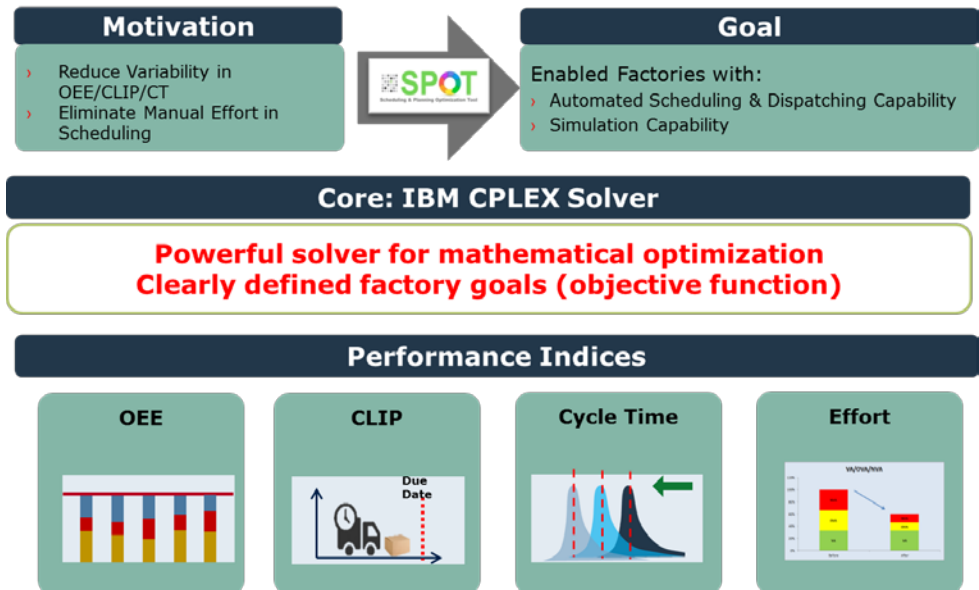 Motivation
› Reduce Variability in
OEE/CLIP/CT
› Eliminate Manual Effort in
Scheduling
SPOT
Scheduling & Planning Optimization Tool
Goal
Enabled Factories with:
› Automated Scheduling & Dispatching Capability
› Simulation Capability
Core: IBM CPLEX Solver
Powerful solver for mathematical optimization
Clearly defined factory goals (objective function)
Performance Indices
OEE
CLIP
Due
Date
Cycle Time
Effort
VA/OVA/NVA